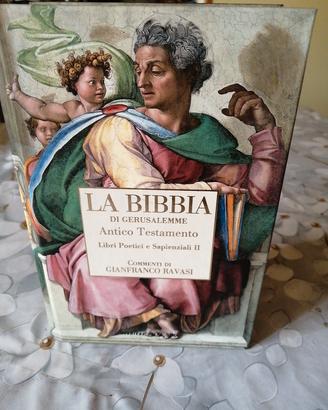 LA BIBBIA
DI GERUSALEMME
Antico Testamento
Libri Poetici e Sapienziali II
COMMENTI DI
GIANFRANCO RAVASI